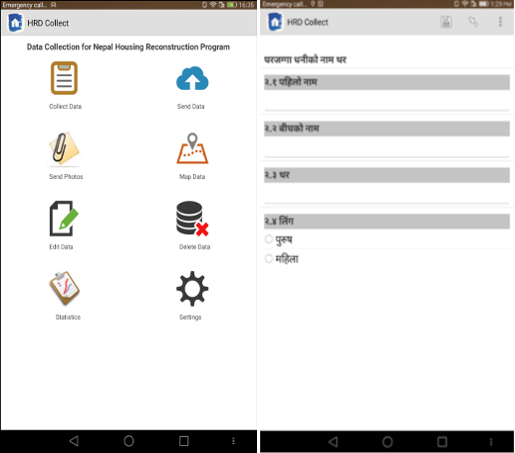 Emergency call...
16:35
HRD Collect
Data Collection for Nepal Housing Reconstruction Program
Collect Data
Send Data
Send Photos
Map Data
Edit Data
Delete Data
Statistics
Settings
Emergency call...
1:29 PM
HRD Collect
घरजग्गा धनीको नाम थर
२.१ पहिलो नाम
२.२ बीचको नाम
२.३ थर
२.४ लिंग
पुरुष
महिला